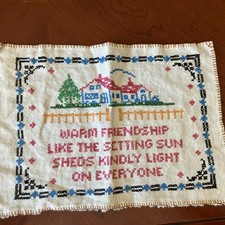 WARM FRIENDSHIP
LIKE THE SETTING SUN
SHEDS KINDLY LIGHT
ON EVERYONE